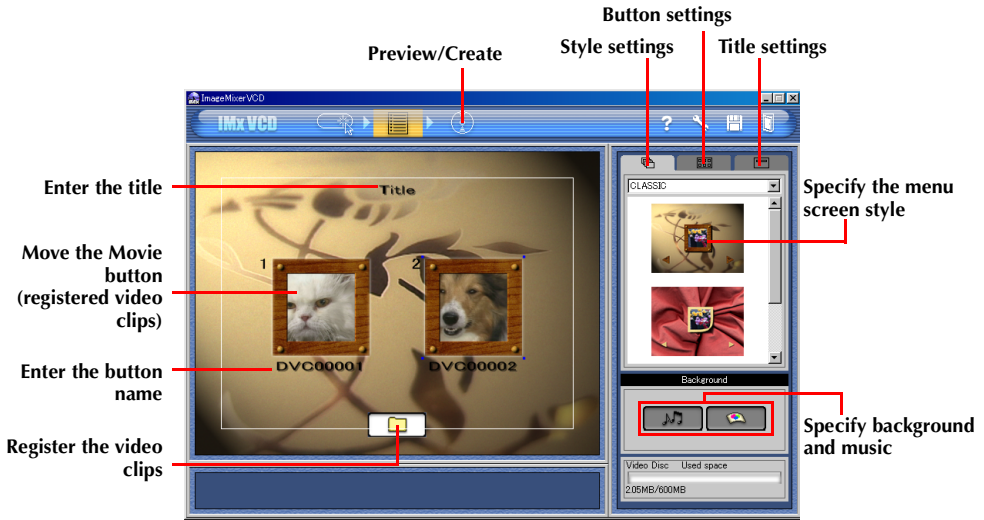 Button settings
Style settings
Title settings
Preview/Create
ImageMixerVCD
IMx VCD
?
Enter the title
Title
CLASSIC
Specify the menu
screen style
Move the Movie
button
(registered video
clips)
1
2
DVC00001
DVC00002
Enter the button
name
Background
Register the video
clips
Specify background
and music
Video Disc Used space
2.05MB/600MB